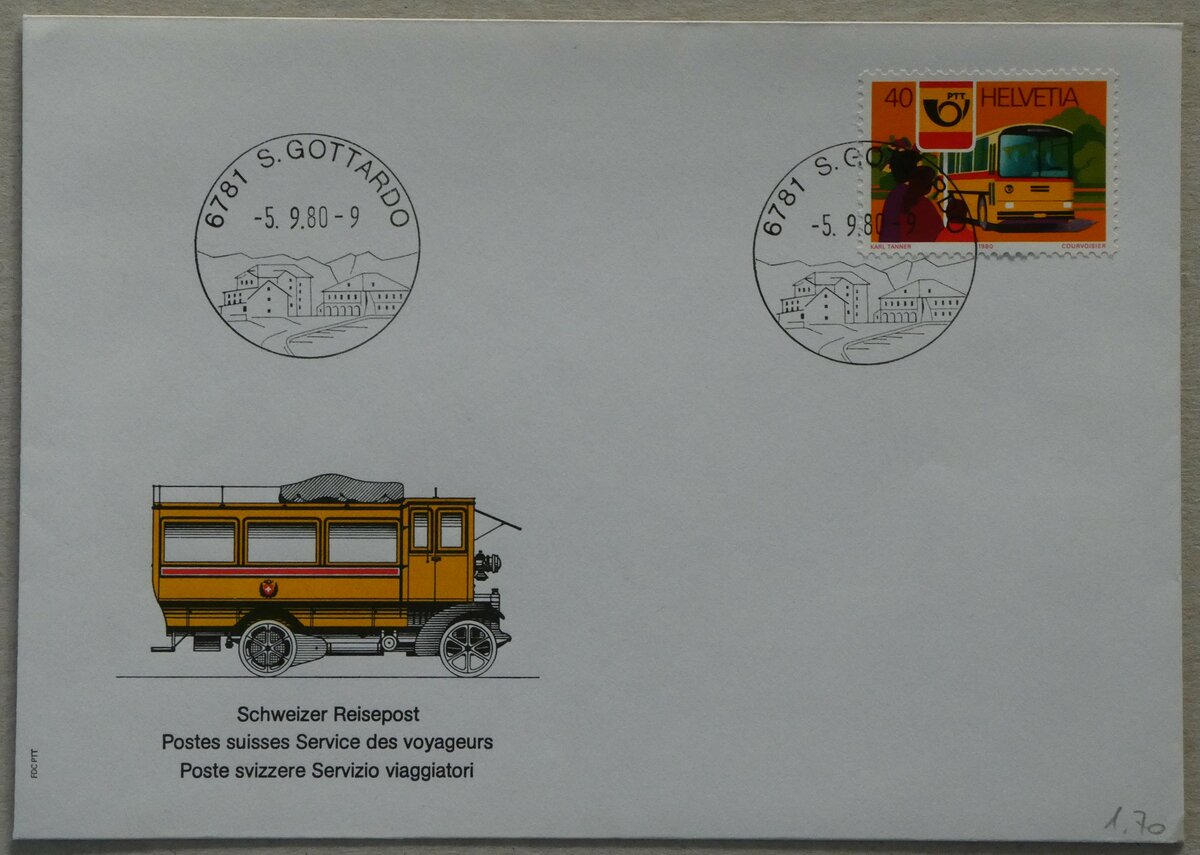 40 PTT HELVETIA
KARL TANNER 1980 COURVOISIER
6781 S. GOTTARDO
-5. 9.80-9
6781 S. GO
-5. 9.80-9
Schweizer Reisepost
Postes suisses Service des voyageurs
Poste svizzere Servizio viaggiatori
FDC PTT
1.70